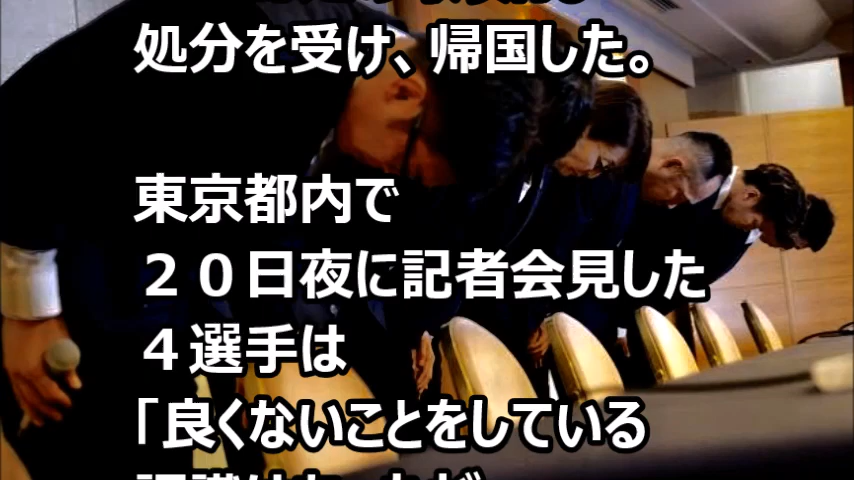 処分を受け、帰国した。
東京都内で
２０日夜に記者会見した
４選手は
「良くないことをしている